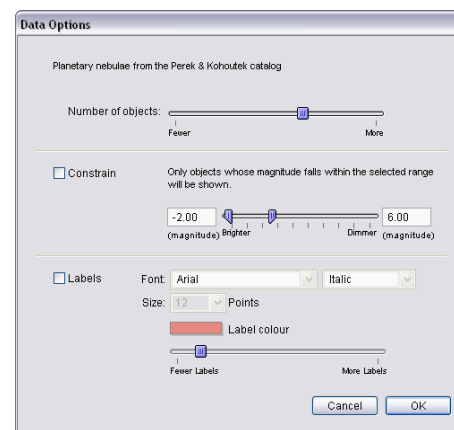 Data Options
Planetary nebulae from the Perek & Kohoutek catalog
Number of objects:
Fewer More
Constrain
Only objects whose magnitude falls within the selected range
will be shown.
-2.00 6.00
(magnitude) Brighter Dimmer (magnitude)
Labels Font: Arial Italic
Size: 12 Points
Label colour
Fewer Labels More Labels
Cancel OK